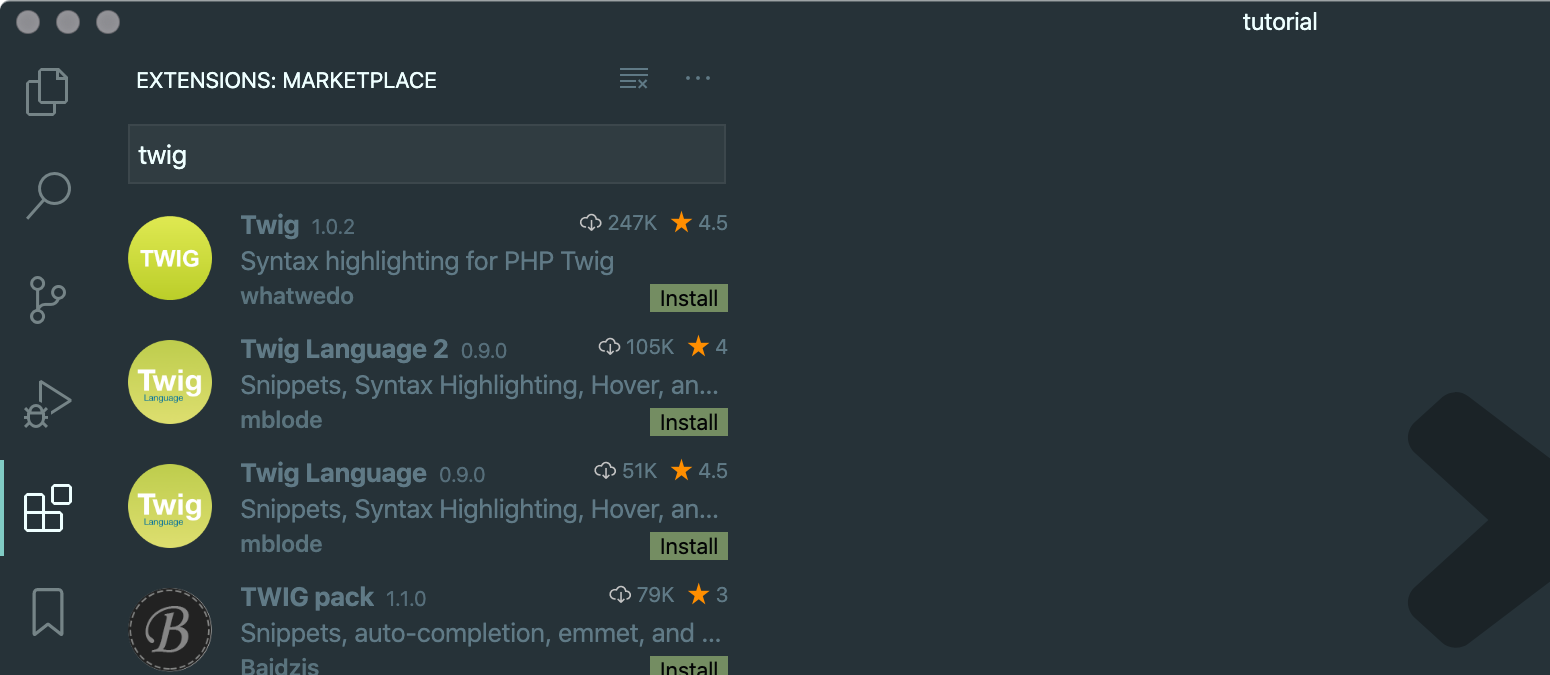 tutorial
EXTENSIONS: MARKETPLACE
twig
TWIG
Twig 1.0.2 247K 4.5
Syntax highlighting for PHP Twig
whatwedo Install
Twig
Language
Twig Language 2 0.9.0 105K 4
Snippets, Syntax Highlighting, Hover, an...
mblode Install
Twig
Language
Twig Language 0.9.0 51K 4.5
Snippets, Syntax Highlighting, Hover, an...
mblode Install
B
TWIG pack 1.1.0 79K 3
Snippets, auto-completion, emmet, and ...
Bajdzis Install